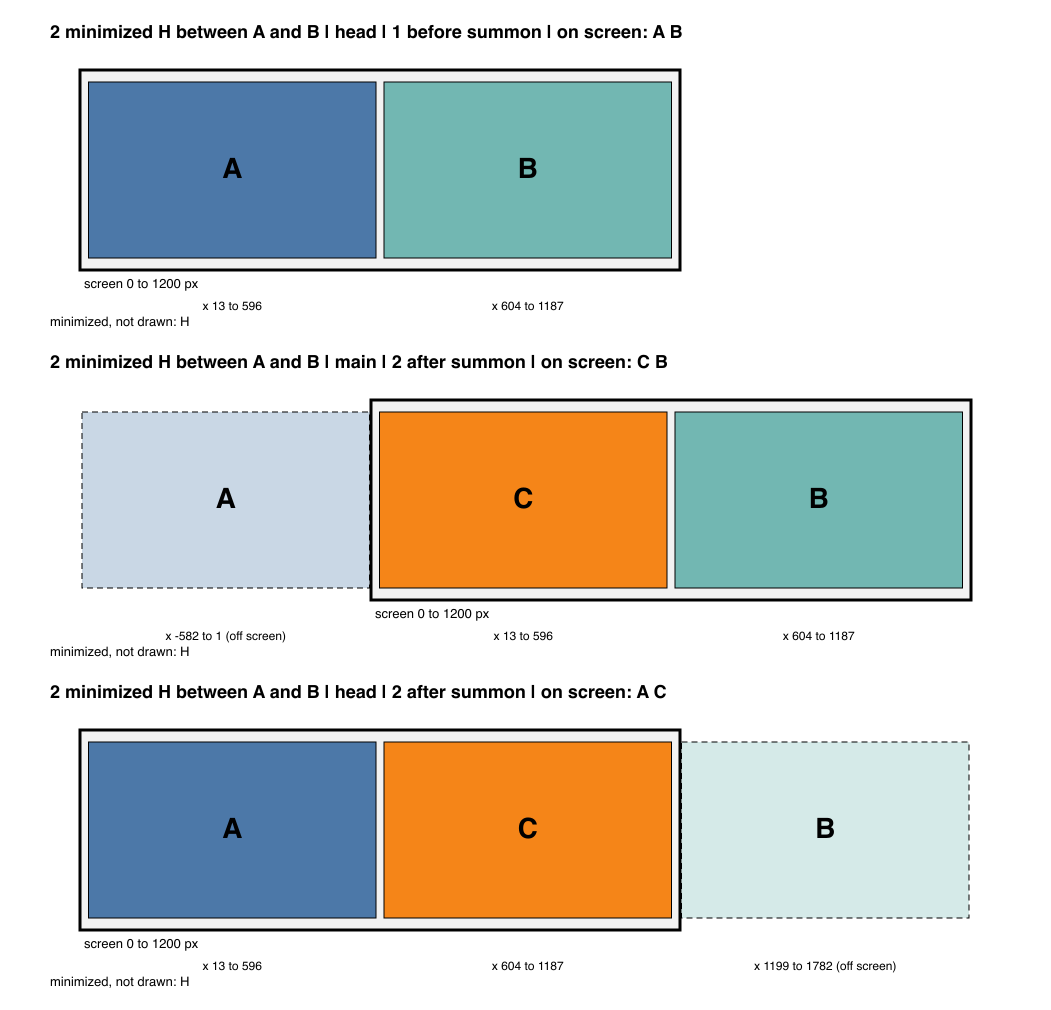 2 minimized H between A and B | head | 1 before summon | on screen: A B
A
B
screen 0 to 1200 px
x 13 to 596
x 604 to 1187
minimized, not drawn: H
2 minimized H between A and B | main | 2 after summon | on screen: C B
A
C
B
screen 0 to 1200 px
x -582 to 1 (off screen)
x 13 to 596
x 604 to 1187
minimized, not drawn: H
2 minimized H between A and B | head | 2 after summon | on screen: A C
A
C
B
screen 0 to 1200 px
x 13 to 596
x 604 to 1187
x 1199 to 1782 (off screen)
minimized, not drawn: H